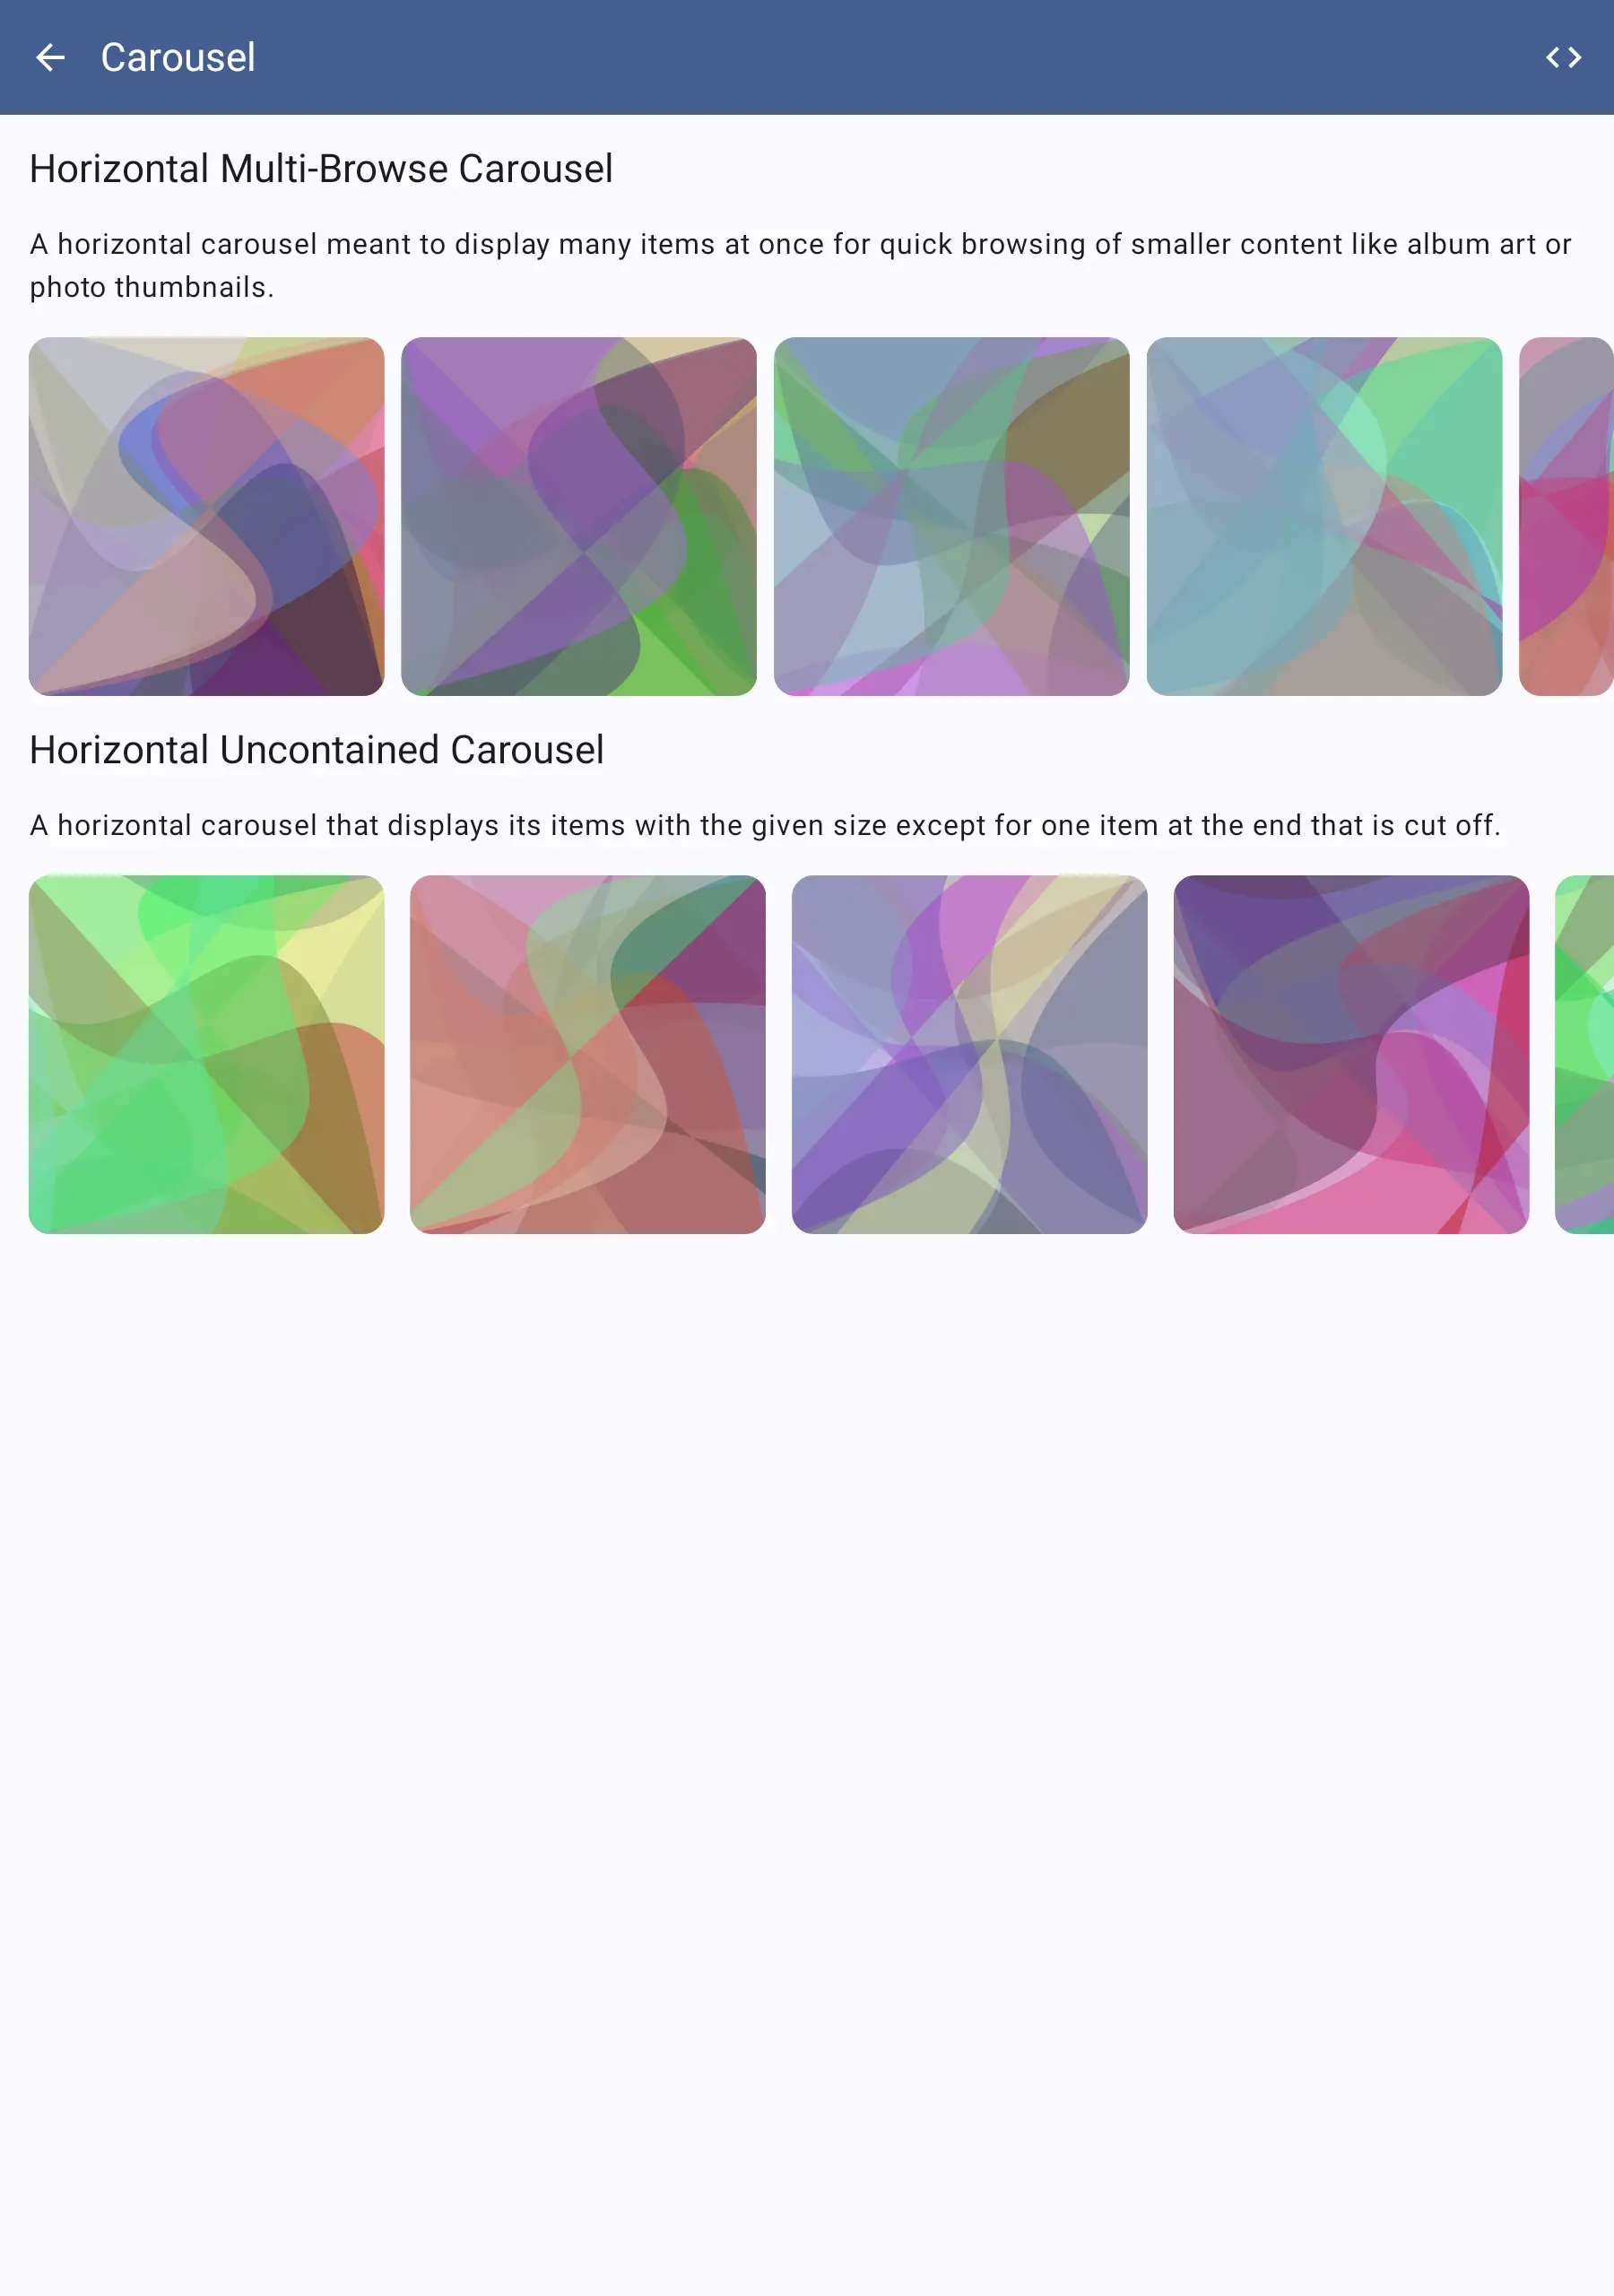 Carousel
Horizontal Multi-Browse Carousel
A horizontal carousel meant to display many items at once for quick browsing of smaller content like album art or
photo thumbnails.
Horizontal Uncontained Carousel
A horizontal carousel that displays its items with the given size except for one item at the end that is cut off.